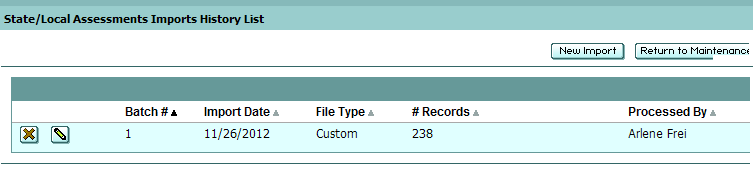 State/Local Assessments Imports History List
New Import Return to Maintenance
Batch # Import Date File Type # Records Processed By
1 11/26/2012 Custom 238 Arlene Frei